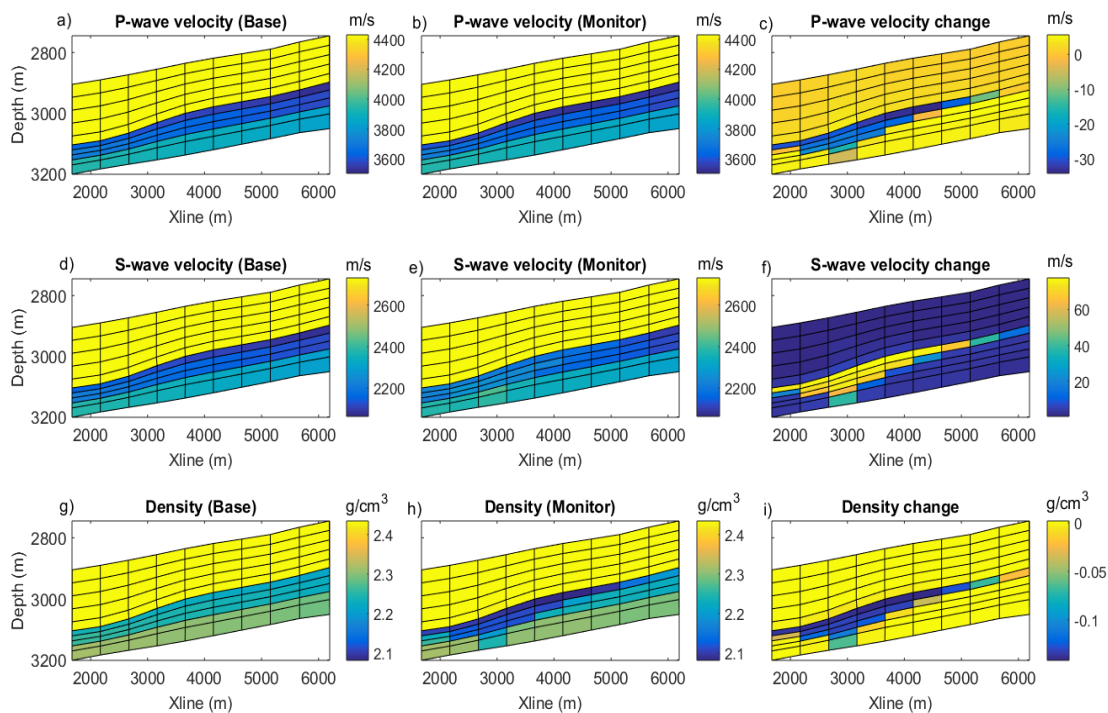 a) P-wave velocity (Base) m/s
b) P-wave velocity (Monitor) m/s
c) P-wave velocity change m/s
Depth (m)
2800
3000
3200
2000 3000 4000 5000 6000
Xline (m)
4400
4200
4000
3800
3600
2000 3000 4000 5000 6000
Xline (m)
4400
4200
4000
3800
3600
2000 3000 4000 5000 6000
Xline (m)
0
-10
-20
-30
d) S-wave velocity (Base) m/s
e) S-wave velocity (Monitor) m/s
f) S-wave velocity change m/s
Depth (m)
2800
3000
3200
2000 3000 4000 5000 6000
Xline (m)
2600
2400
2200
2000 3000 4000 5000 6000
Xline (m)
2600
2400
2200
2000 3000 4000 5000 6000
Xline (m)
60
40
20
g) Density (Base) g/cm³
h) Density (Monitor) g/cm³
i) Density change g/cm³
Depth (m)
2800
3000
3200
2000 3000 4000 5000 6000
Xline (m)
2.4
2.3
2.2
2.1
2000 3000 4000 5000 6000
Xline (m)
2.4
2.3
2.2
2.1
2000 3000 4000 5000 6000
Xline (m)
0
-0.05
-0.1